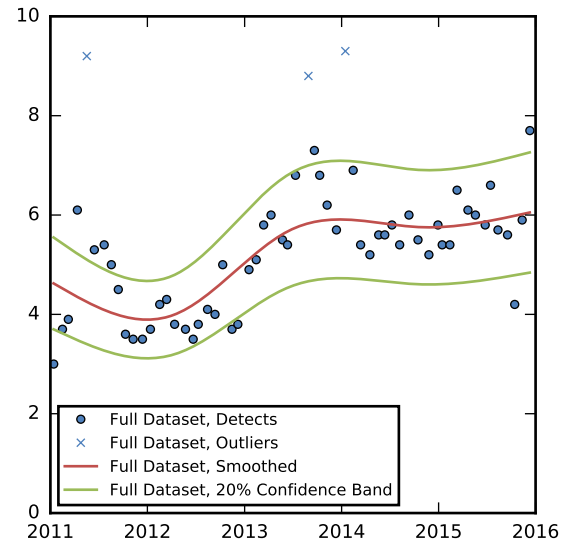 10
8
6
4
2
0
Full Dataset, Detects
Full Dataset, Outliers
Full Dataset, Smoothed
Full Dataset, 20% Confidence Band
2011 2012 2013 2014 2015 2016